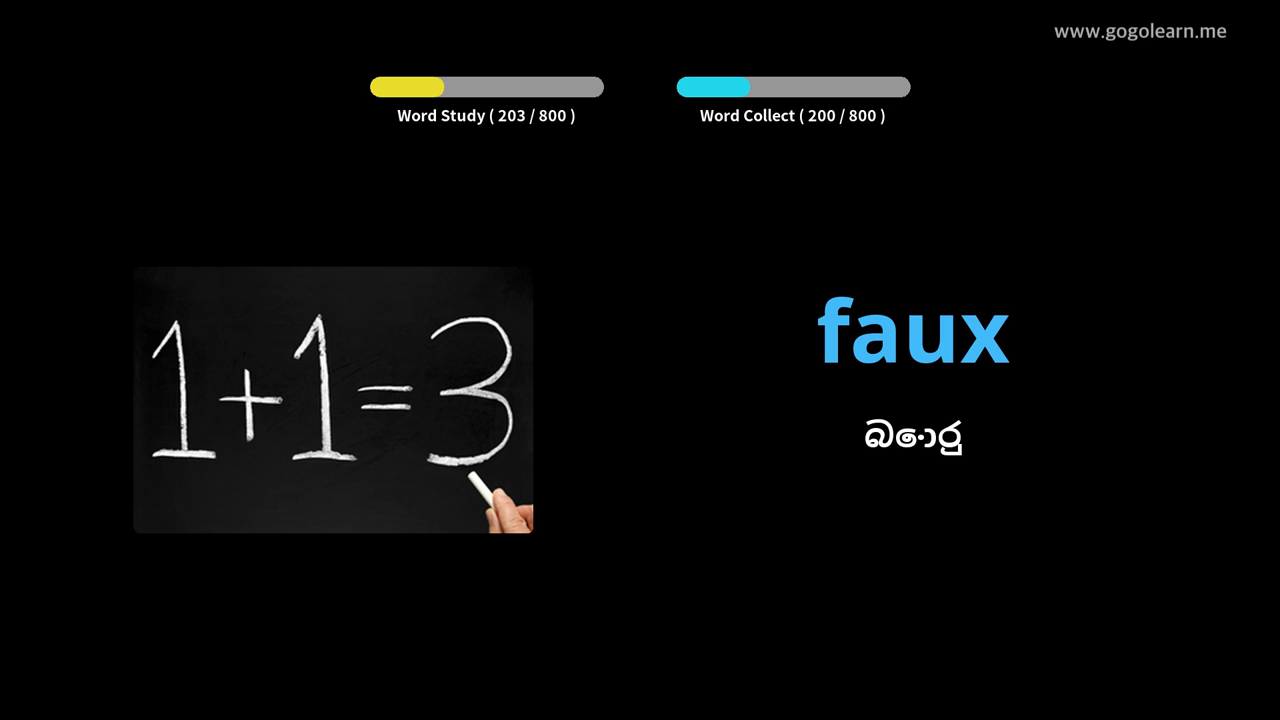 www.gogolearn.me
Word Study ( 203 / 800 )
Word Collect ( 200 / 800 )
1+1=3
faux
බොරු